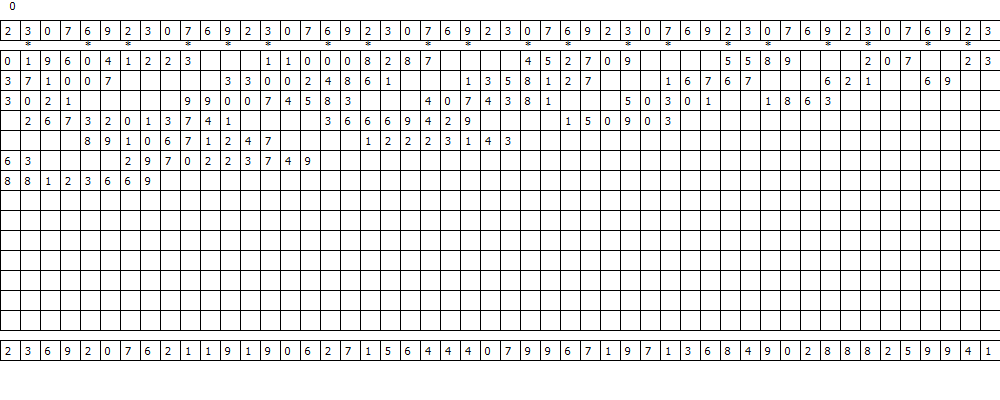 0
2 3 0 7 6 9 2 3 0 7 6 9 2 3 0 7 6 9 2 3 0 7 6 9 2 3 0 7 6 9 2 3 0 7 6 9 2 3 0 7 6 9 2 3 0 7 6 9 2 3
* * * * * * * * * * * * * * * * * * * *
0 1 9 6 0 4 1 2 2 3 1 1 0 0 0 8 2 8 7 4 5 2 7 0 9 5 5 8 9 2 0 7 2 3
3 7 1 0 0 7 3 3 0 0 2 4 8 6 1 1 3 5 8 1 2 7 1 6 7 6 7 6 2 1 6 9
3 0 2 1 9 9 0 0 7 4 5 8 3 4 0 7 4 3 8 1 5 0 3 0 1 1 8 6 3
2 6 7 3 2 0 1 3 7 4 1 3 6 6 6 9 4 2 9 1 5 0 9 0 3
8 9 1 0 6 7 1 2 4 7 1 2 2 2 3 1 4 3
6 3 2 9 7 0 2 2 3 7 4 9
8 8 1 2 3 6 6 9
2 3 6 9 2 0 7 6 2 1 1 9 1 9 0 6 2 7 1 5 6 4 4 4 0 7 9 9 6 7 1 9 7 1 3 6 8 4 9 0 2 8 8 8 2 5 9 9 4 1